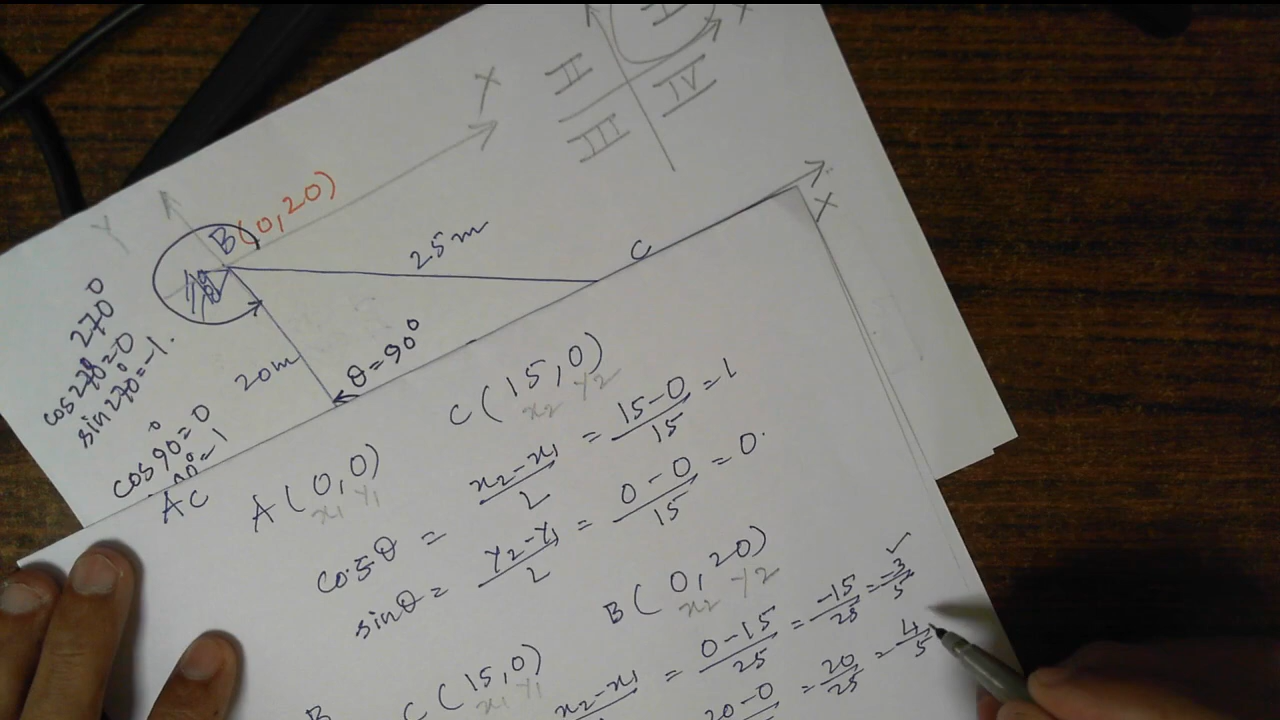 X
II
III
IV
X
Y
B(0,20)
25m
C
X
270°
cos270°=0
sin270°=-1.
20m
θ=90°
cos90°=0
AC
A(0,0)
x1 y1
C(15,0)
x2 y2
cosθ = x2-x1/L = 15-0/15 = 1
sinθ = y2-y1/L = 0-0/15 = 0.
B
C(15,0)
x1 y1
B(0,20)
x2 y2
x2-x1 = 0-15/25 = -15/25 = -3/5 ✓
20-0 = 20/25 = 4/5